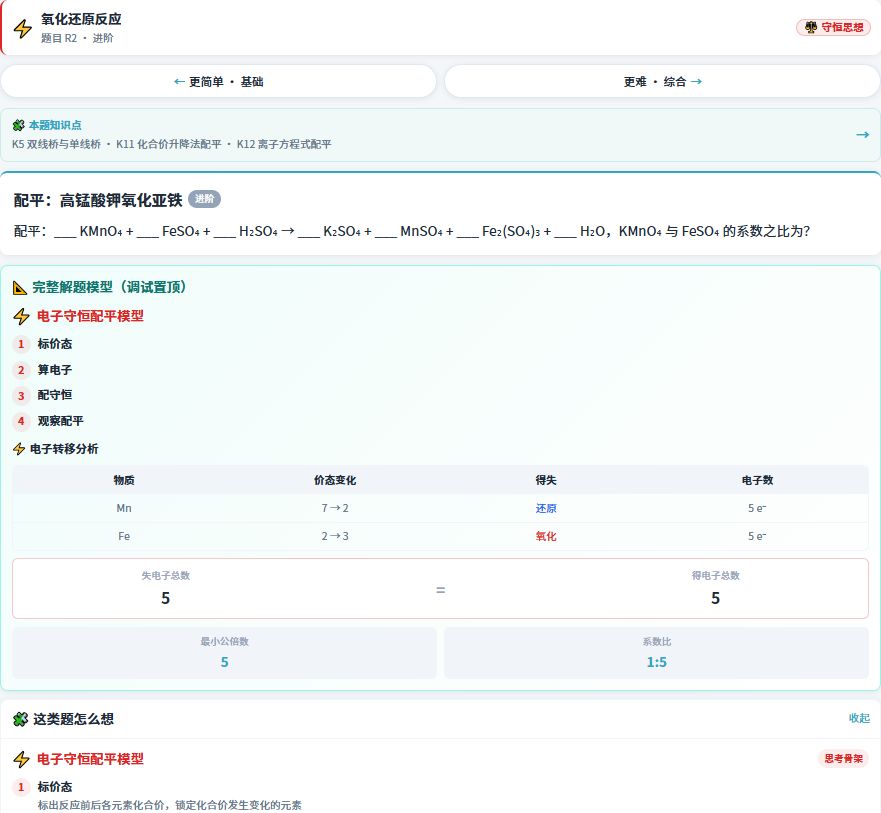 氧化还原反应
题目 R2 · 进阶
守恒思想
← 更简单 · 基础
更难 · 综合 →
本题知识点
K5 双线桥与单线桥 · K11 化合价升降法配平 · K12 离子方程式配平
→
配平：高锰酸钾氧化亚铁 进阶
配平：___ KMnO₄ + ___ FeSO₄ + ___ H₂SO₄ → ___ K₂SO₄ + ___ MnSO₄ + ___ Fe₂(SO₄)₃ + ___ H₂O，KMnO₄ 与 FeSO₄ 的系数之比为？
完整解题模型（调试置顶）
电子守恒配平模型
1 标价态
2 算电子
3 配守恒
4 观察配平
电子转移分析
物质 价态变化 得失 电子数
Mn 7 → 2 还原 5 e⁻
Fe 2 → 3 氧化 5 e⁻
失电子总数 得电子总数
5 = 5
最小公倍数 系数比
5 1:5
这类题怎么想 收起
电子守恒配平模型 思考骨架
1 标价态
标出反应前后各元素化合价，锁定化合价发生变化的元素